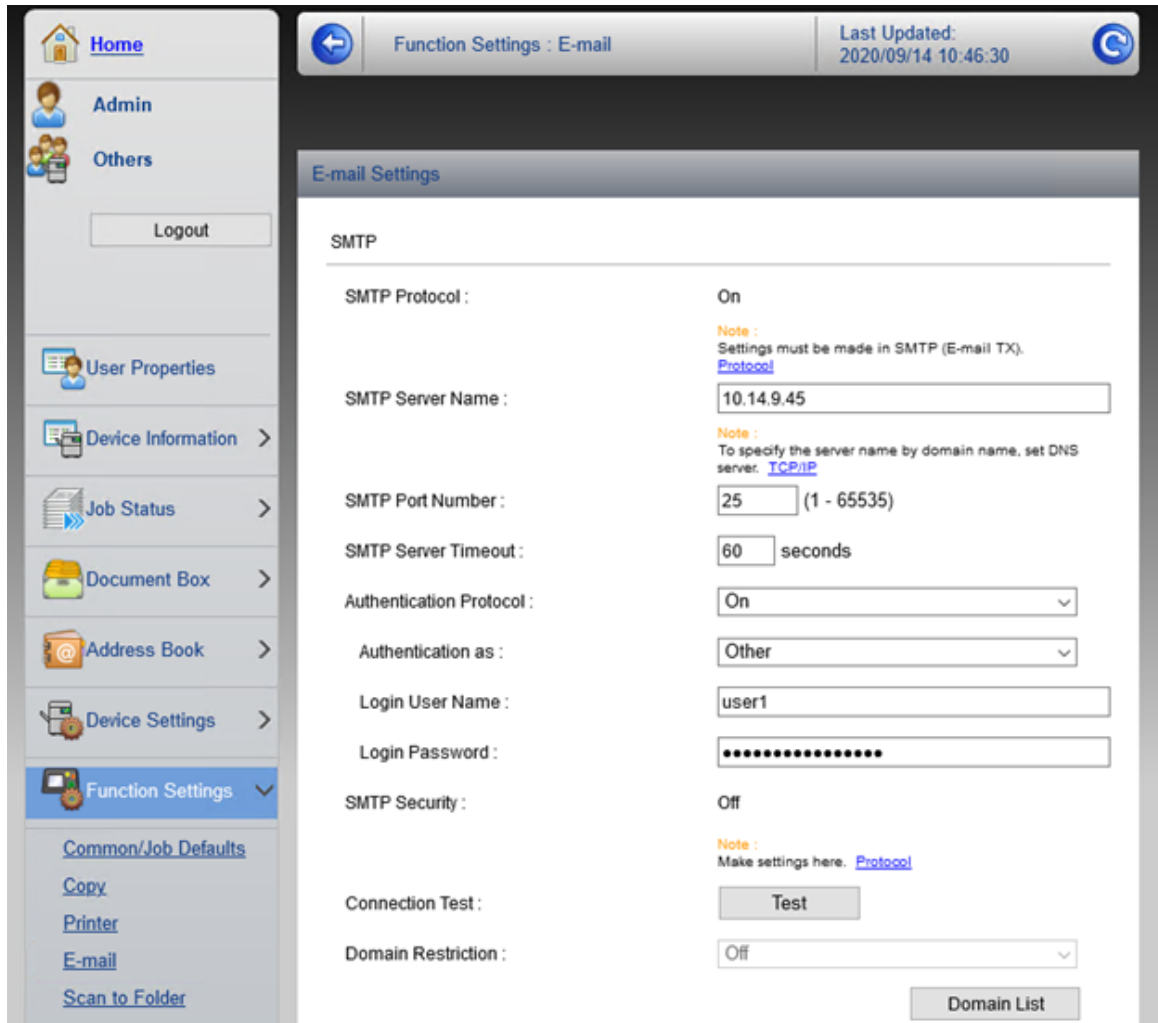 Home
Admin
Others
Logout
User Properties
Device Information
Job Status
Document Box
Address Book
Device Settings
Function Settings
Common/Job Defaults
Copy
Printer
E-mail
Scan to Folder
Function Settings : E-mail
Last Updated:
2020/09/14 10:46:30
E-mail Settings
SMTP
SMTP Protocol : On
Note :
Settings must be made in SMTP (E-mail TX).
Protocol
SMTP Server Name : 10.14.9.45
Note :
To specify the server name by domain name, set DNS
server. TCP/IP
SMTP Port Number : 25 (1 - 65535)
SMTP Server Timeout : 60 seconds
Authentication Protocol : On
Authentication as : Other
Login User Name : user1
Login Password : ••••••••••••••••
SMTP Security : Off
Note :
Make settings here. Protocol
Connection Test : Test
Domain Restriction : Off
Domain List